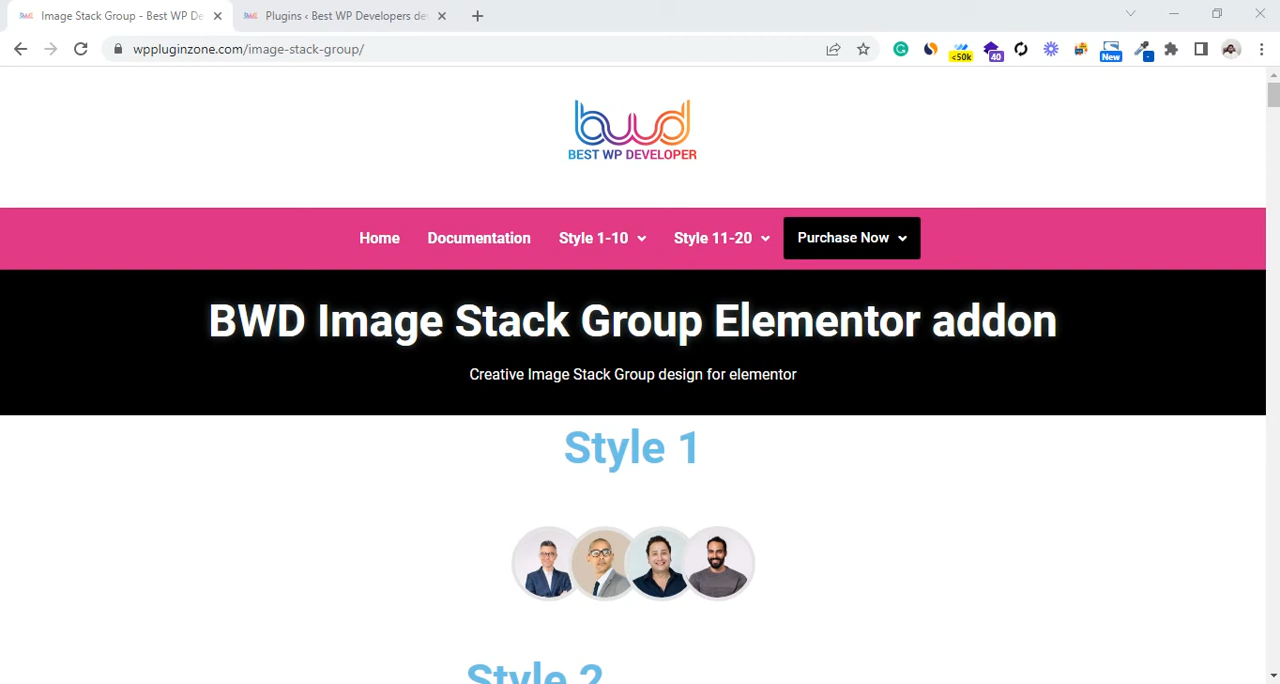 Image Stack Group - Best WP De
Plugins ‹ Best WP Developers de
wppluginzone.com/image-stack-group/
<50k
40
New
bwd
BEST WP DEVELOPER
Home
Documentation
Style 1-10
Style 11-20
Purchase Now
BWD Image Stack Group Elementor addon
Creative Image Stack Group design for elementor
Style 1
Style 2